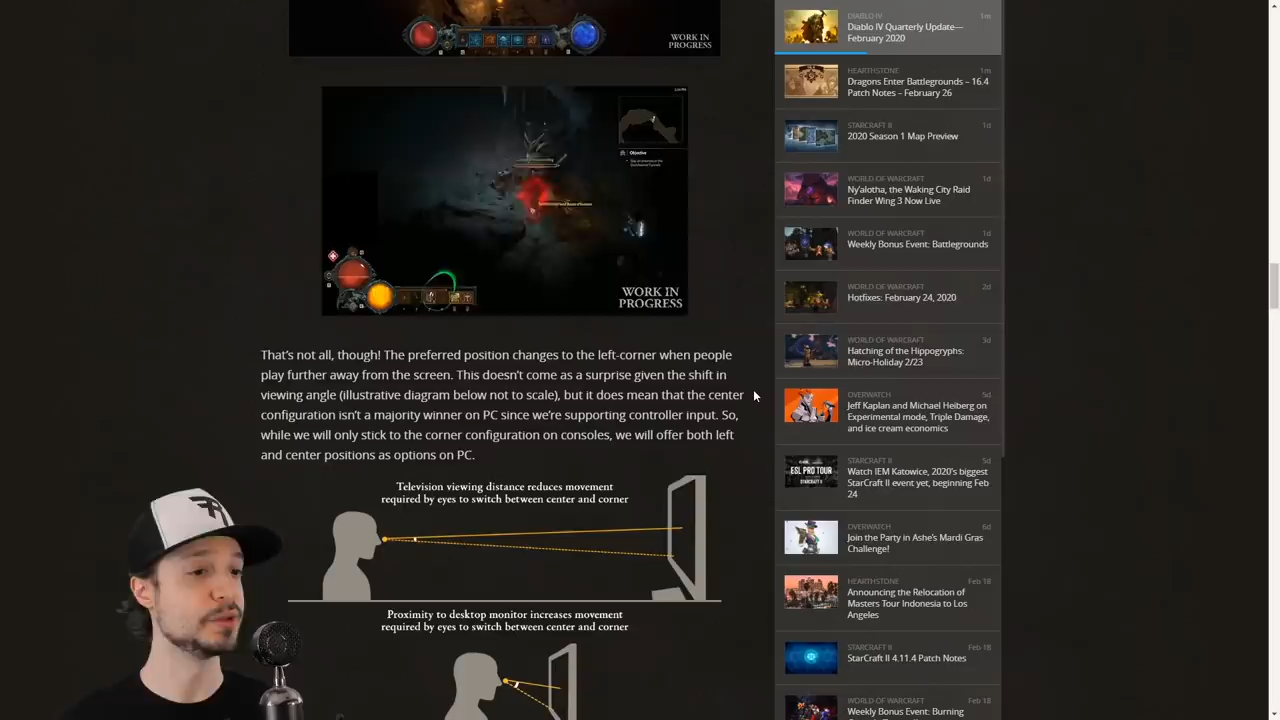 WORK IN
PROGRESS
Objective
WORK IN
PROGRESS
That's not all, though! The preferred position changes to the left-corner when people
play further away from the screen. This doesn't come as a surprise given the shift in
viewing angle (illustrative diagram below not to scale), but it does mean that the center
configuration isn't a majority winner on PC since we're supporting controller input. So,
while we will only stick to the corner configuration on consoles, we will offer both left
and center positions as options on PC.
Television viewing distance reduces movement
required by eyes to switch between center and corner
Proximity to desktop monitor increases movement
required by eyes to switch between center and corner
DIABLO IV 1m
Diablo IV Quarterly Update—
February 2020
HEARTHSTONE 1m
Dragons Enter Battlegrounds – 16.4
Patch Notes – February 26
STARCRAFT II 1d
2020 Season 1 Map Preview
WORLD OF WARCRAFT 1d
Ny'alotha, the Waking City Raid
Finder Wing 3 Now Live
WORLD OF WARCRAFT 1d
Weekly Bonus Event: Battlegrounds
WORLD OF WARCRAFT 2d
Hotfixes: February 24, 2020
WORLD OF WARCRAFT 3d
Hatching of the Hippogryphs:
Micro-Holiday 2/23
OVERWATCH 5d
Jeff Kaplan and Michael Heiberg on
Experimental mode, Triple Damage,
and ice cream economics
STARCRAFT II 5d
Watch IEM Katowice, 2020's biggest
StarCraft II event yet, beginning Feb
24
OVERWATCH 6d
Join the Party in Ashe's Mardi Gras
Challenge!
HEARTHSTONE Feb 18
Announcing the Relocation of
Masters Tour Indonesia to Los
Angeles
STARCRAFT II Feb 18
StarCraft II 4.11.4 Patch Notes
WORLD OF WARCRAFT Feb 18
Weekly Bonus Event: Burning
ESL PRO TOUR